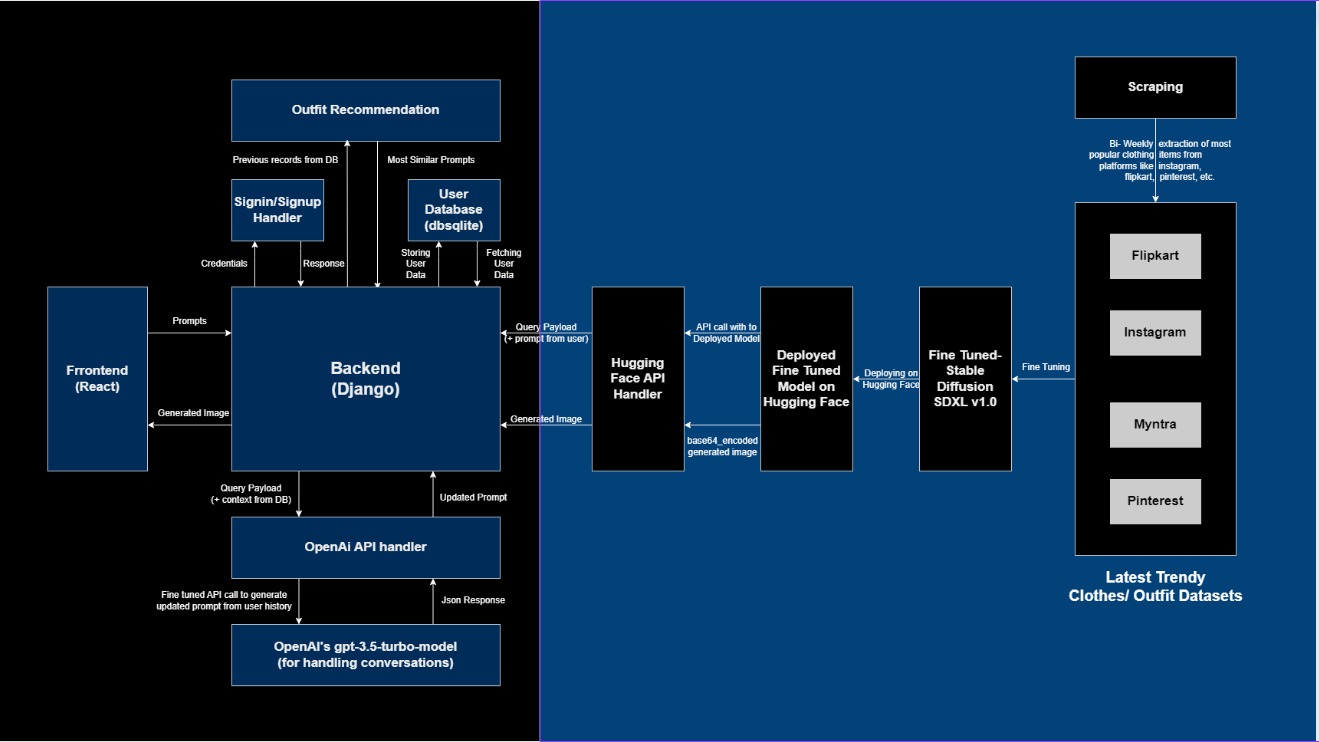 Outfit Recommendation
Scraping
Previous records from DB
Most Similar Prompts
Bi- Weekly extraction of most
popular clothing items from
platforms like instagram,
flipkart, pinterest, etc.
Signin/Signup
Handler
User
Database
(dbsqlite)
Credentials
Response
Storing
User
Data
Fetching
User
Data
Flipkart
Instagram
Myntra
Pinterest
Latest Trendy
Clothes/ Outfit Datasets
Frrontend
(React)
Prompts
Generated Image
Backend
(Django)
Query Payload
(+ prompt from user)
Generated Image
Hugging
Face API
Handler
API call with to
Deployed Model
base64_encoded
generated image
Deployed
Fine Tuned
Model on
Hugging Face
Deploying on
Hugging Face
Fine Tuned-
Stable
Diffusion
SDXL v1.0
Fine Tuning
Query Payload
(+ context from DB)
Updated Prompt
OpenAi API handler
Fine tuned API call to generate
updated prompt from user history
Json Response
OpenAI's gpt-3.5-turbo-model
(for handling conversations)